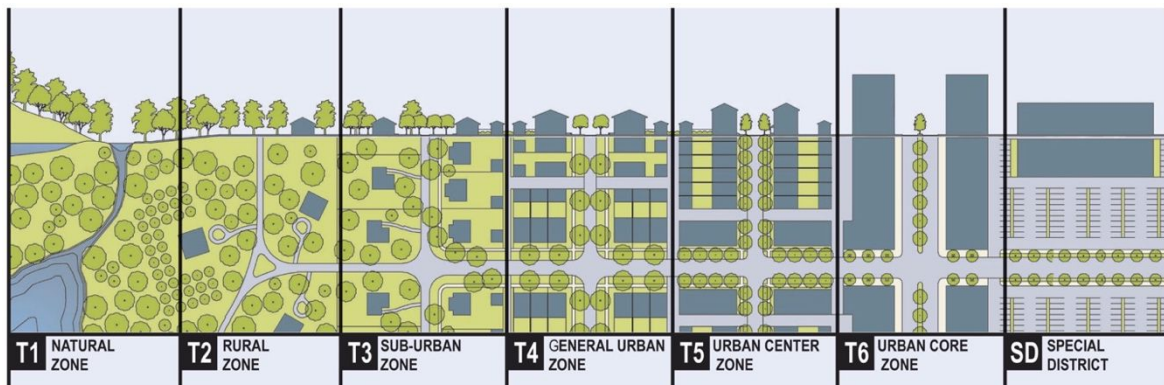 T1 NATURAL
ZONE
T2 RURAL
ZONE
T3 SUB-URBAN
ZONE
T4 GENERAL URBAN
ZONE
T5 URBAN CENTER
ZONE
T6 URBAN CORE
ZONE
SD SPECIAL
DISTRICT